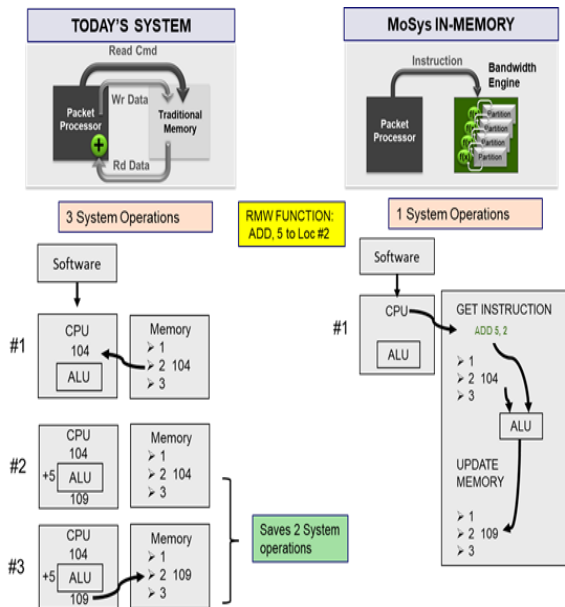 TODAY'S SYSTEM
Read Cmd
Wr Data
Packet
Processor
Traditional
Memory
Rd Data
3 System Operations
Software
#1
CPU
104
ALU
Memory
➢ 1
➢ 2 104
➢ 3
#2
CPU
104
+5 ALU
109
Memory
➢ 1
➢ 2 104
➢ 3
#3
CPU
104
+5 ALU
109
Memory
➢ 1
➢ 2 109
➢ 3
RMW FUNCTION:
ADD, 5 to Loc #2
Saves 2 System
operations
MoSys IN-MEMORY
Instruction
Bandwidth
Engine
Packet
Processor
Partition
Partition
Partition
Partition
1 System Operations
Software
#1
CPU
ALU
GET INSTRUCTION
ADD 5, 2
➢ 1
➢ 2 104
➢ 3
ALU
UPDATE
MEMORY
➢ 1
➢ 2 109
➢ 3